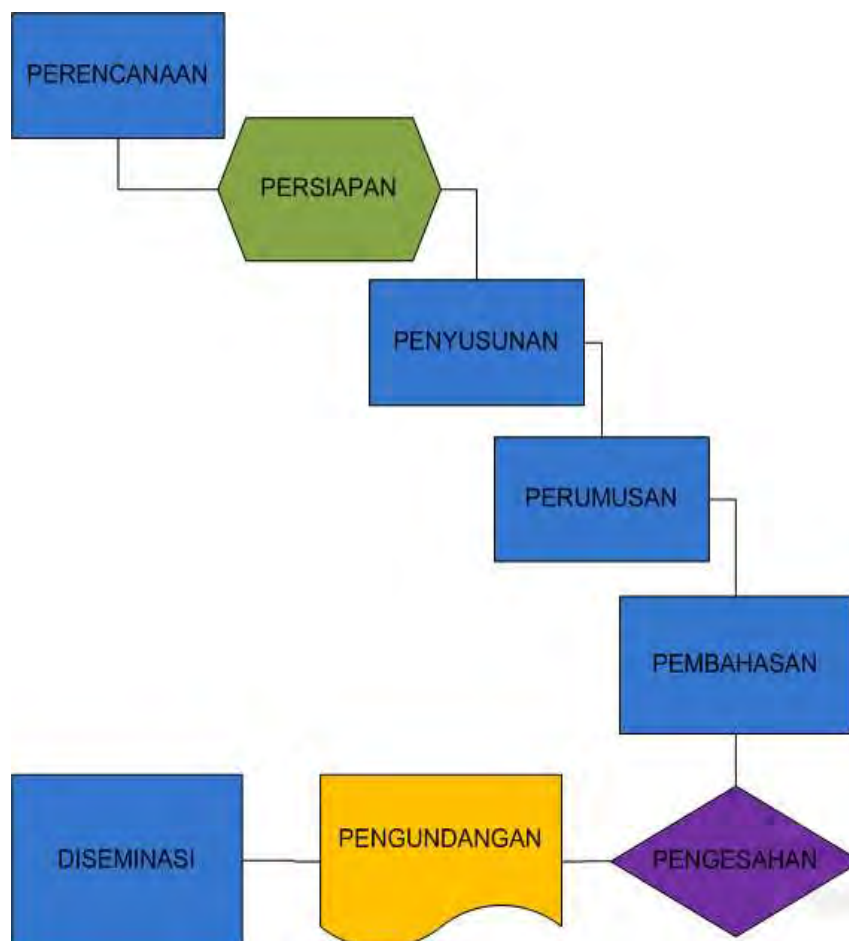 PERENCANAAN
PERSIAPAN
PENYUSUNAN
PERUMUSAN
PEMBAHASAN
PENGESAHAN
PENGUNDANGAN
DISEMINASI